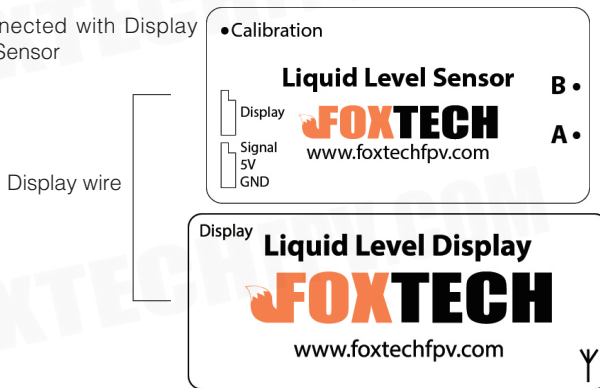 nected with Display
Sensor
•Calibration
Liquid Level Sensor
B •
Display
FOXTECH
A •
Signal
www.foxtechfpv.com
5V
GND
Display wire
Display
Liquid Level Display
FOXTECH
www.foxtechfpv.com